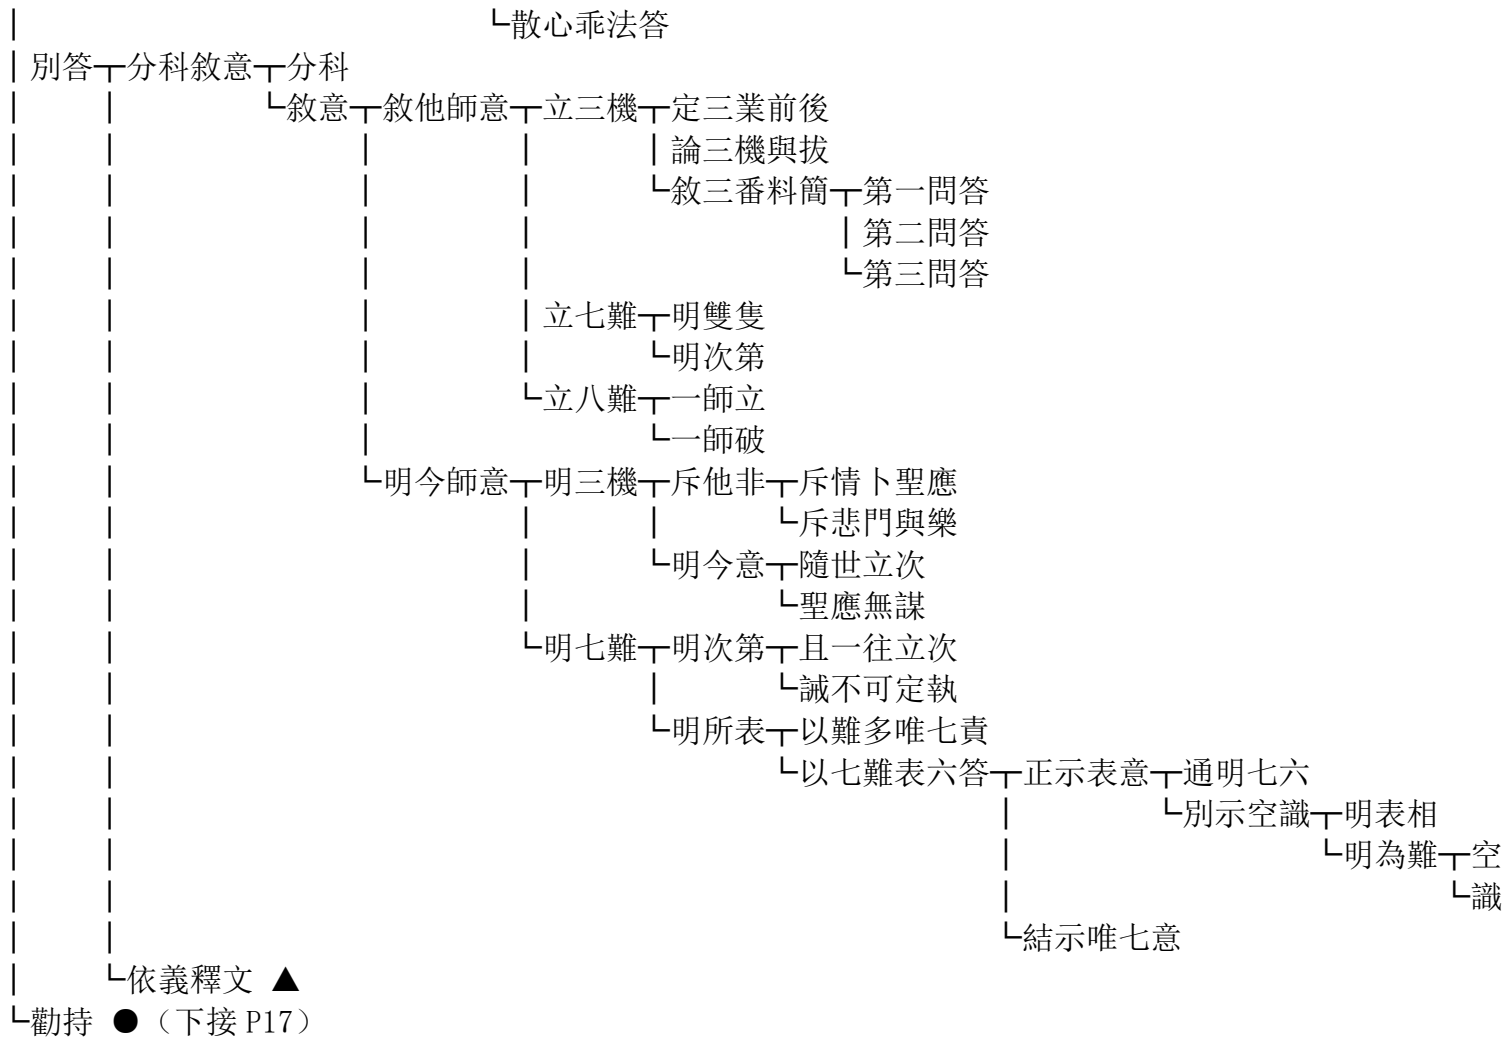 │　　　　　　　　　　　　　　└散心乖法答
│別答┬分科敘意┬分科
│　　│　　　　└敘意┬敘他師意┬立三機┬定三業前後
│　　│　　　　　　　│　　　　│　　　│論三機與拔
│　　│　　　　　　　│　　　　│　　　└敘三番料簡┬第一問答
│　　│　　　　　　　│　　　　│　　　　　　　　　│第二問答
│　　│　　　　　　　│　　　　│　　　　　　　　　└第三問答
│　　│　　　　　　　│　　　　│立七難┬明雙隻
│　　│　　　　　　　│　　　　│　　　└明次第
│　　│　　　　　　　│　　　　└立八難┬一師立
│　　│　　　　　　　│　　　　　　　　└一師破
│　　│　　　　　　　└明今師意┬明三機┬斥他非┬斥情卜聖應
│　　│　　　　　　　　　　　　│　　　│　　　└斥悲門與樂
│　　│　　　　　　　　　　　　│　　　└明今意┬隨世立次
│　　│　　　　　　　　　　　　│　　　　　　　└聖應無謀
│　　│　　　　　　　　　　　　└明七難┬明次第┬且一往立次
│　　│　　　　　　　　　　　　　　　　│　　　└誡不可定執
│　　│　　　　　　　　　　　　　　　　└明所表┬以難多唯七責
│　　│　　　　　　　　　　　　　　　　　　　　└以七難表六答┬正示表意┬通明七六
│　　│　　　　　　　　　　　　　　　　　　　　　　　　　　　│　　　　└別示空識┬明表相
│　　│　　　　　　　　　　　　　　　　　　　　　　　　　　　│　　　　　　　　　└明為難┬空
│　　│　　　　　　　　　　　　　　　　　　　　　　　　　　　│　　　　　　　　　　　　　└識
│　　│　　　　　　　　　　　　　　　　　　　　　　　　　　　└結示唯七意
│　　└依義釋文 ▲
└勸持 ●（下接 P17）